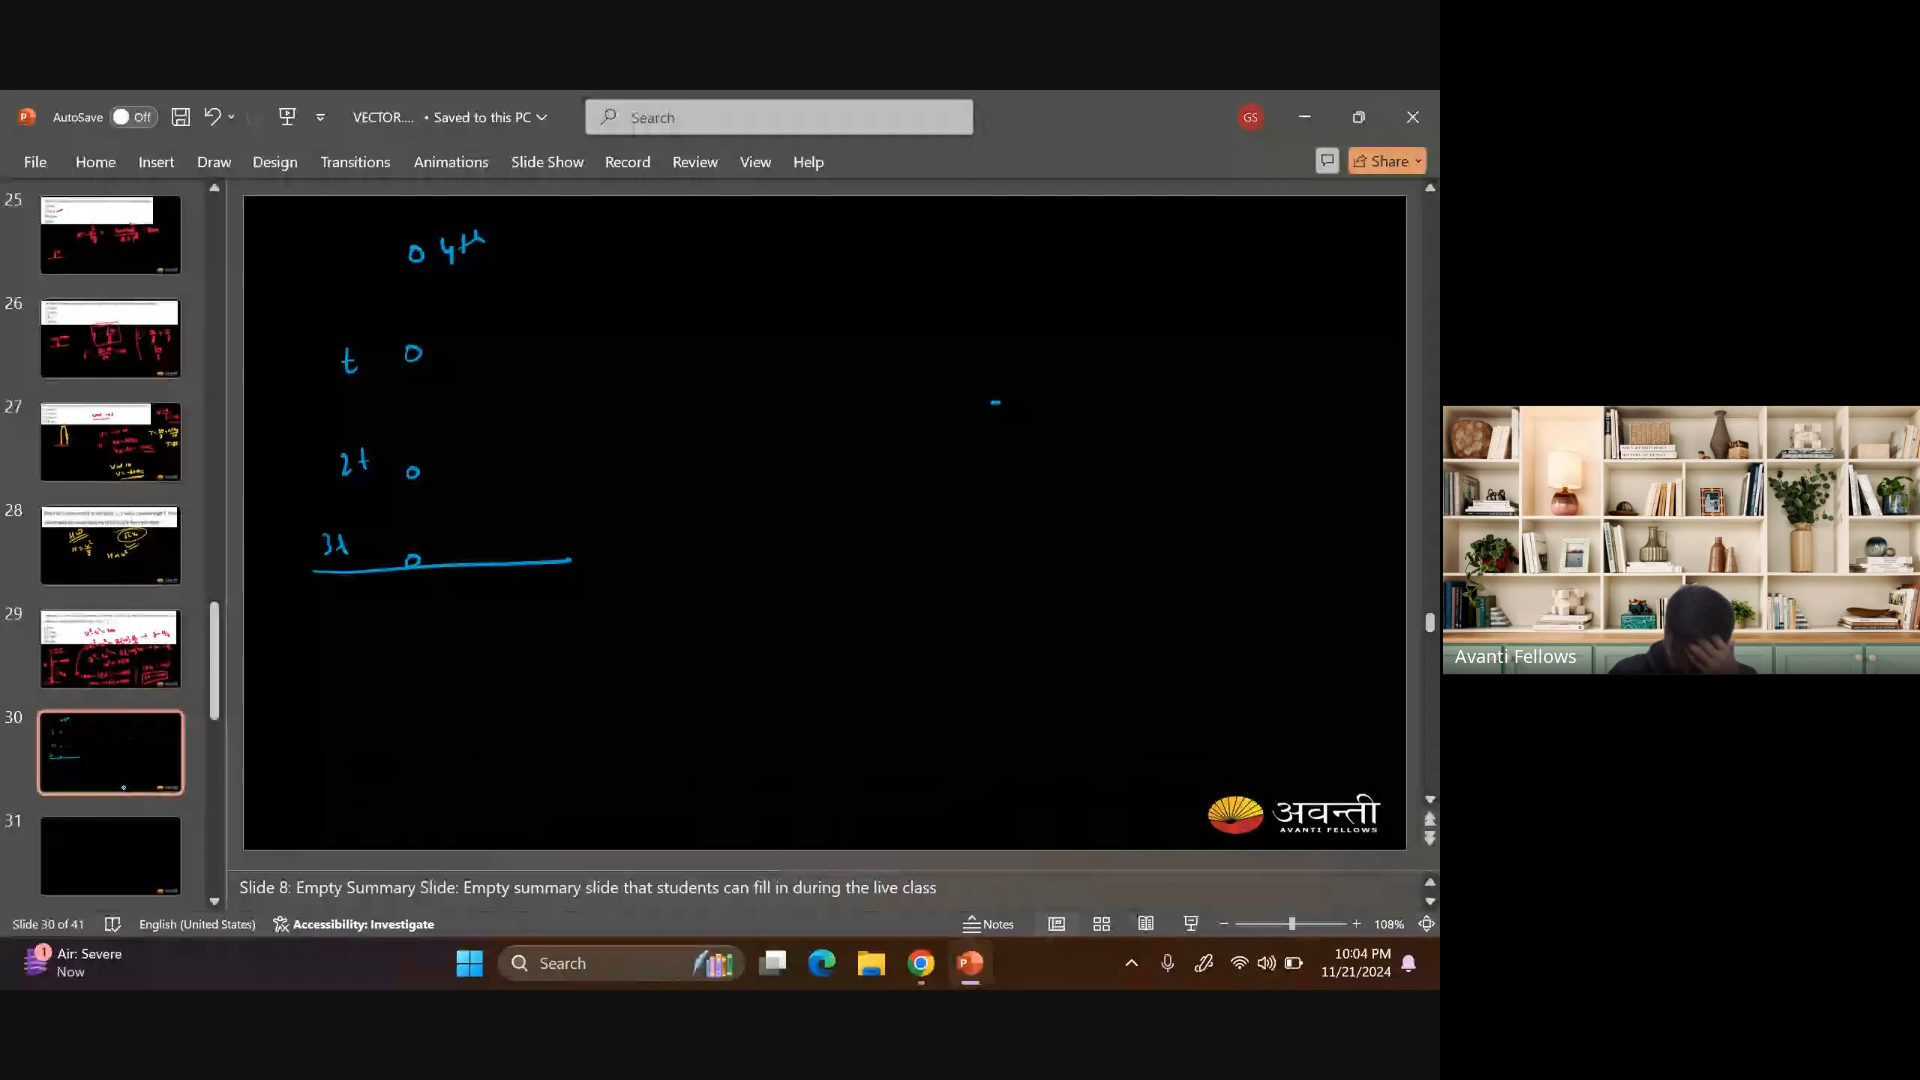 AutoSave Off VECTOR.... • Saved to this PC Search GS
File Home Insert Draw Design Transitions Animations Slide Show Record Review View Help Share
25
26
27
28
29
30
31
0 4th
t 0
2t 0
3t 0
अवन्ती
AVANTI FELLOWS
Avanti Fellows
Slide 8: Empty Summary Slide: Empty summary slide that students can fill in during the live class
Slide 30 of 41 English (United States) Accessibility: Investigate Notes 108%
1
Air: Severe
Now
Search
10:04 PM
11/21/2024